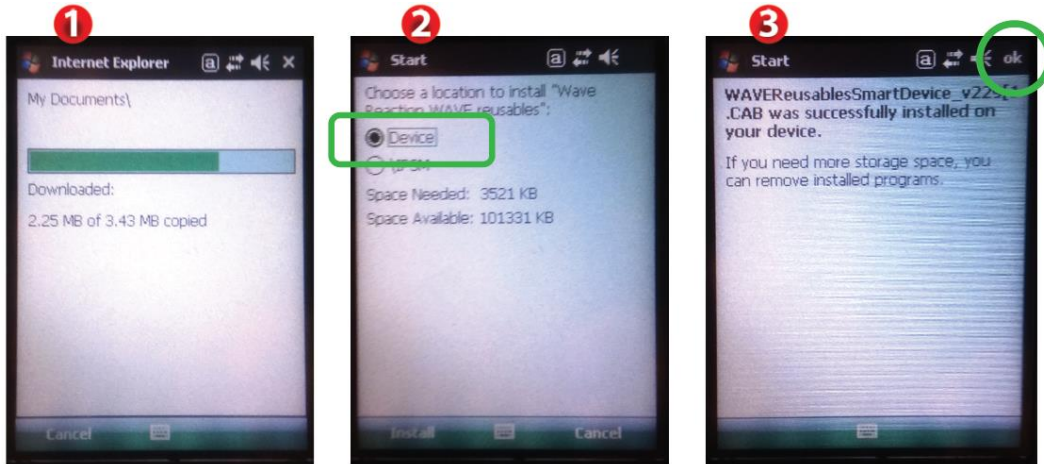 1
Internet Explorer
My Documents\
Downloaded:
2.25 MB of 3.43 MB copied
Cancel
2
Start
Choose a location to install "Wave
Reaction WAVE reusables":
Device
Space Needed: 3521 KB
Space Available: 101331 KB
Install Cancel
3
Start ok
WAVEReusablesSmartDevice_v225[1
.CAB was successfully installed on
your device.
If you need more storage space, you
can remove installed programs.